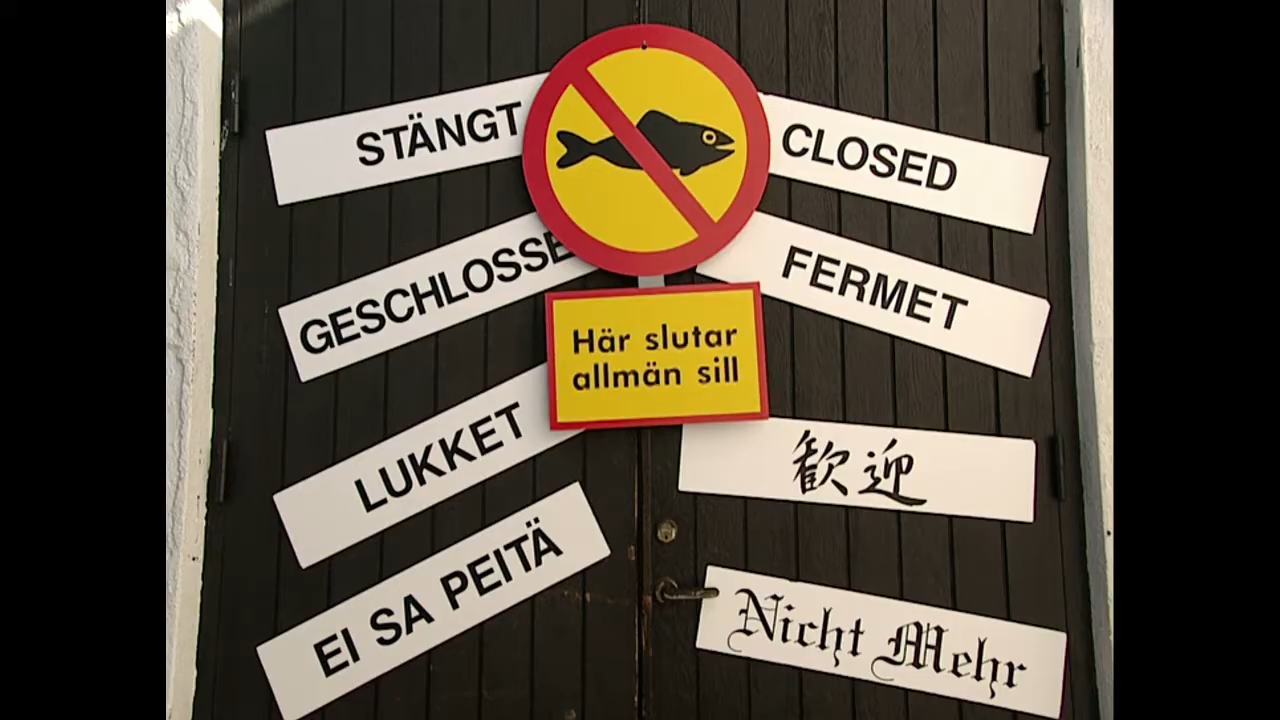 STÄNGT
CLOSED
GESCHLOSSE
FERMET
Här slutar
allmän sill
LUKKET
歓迎
EI SA PEITÄ
Nicht Mehr